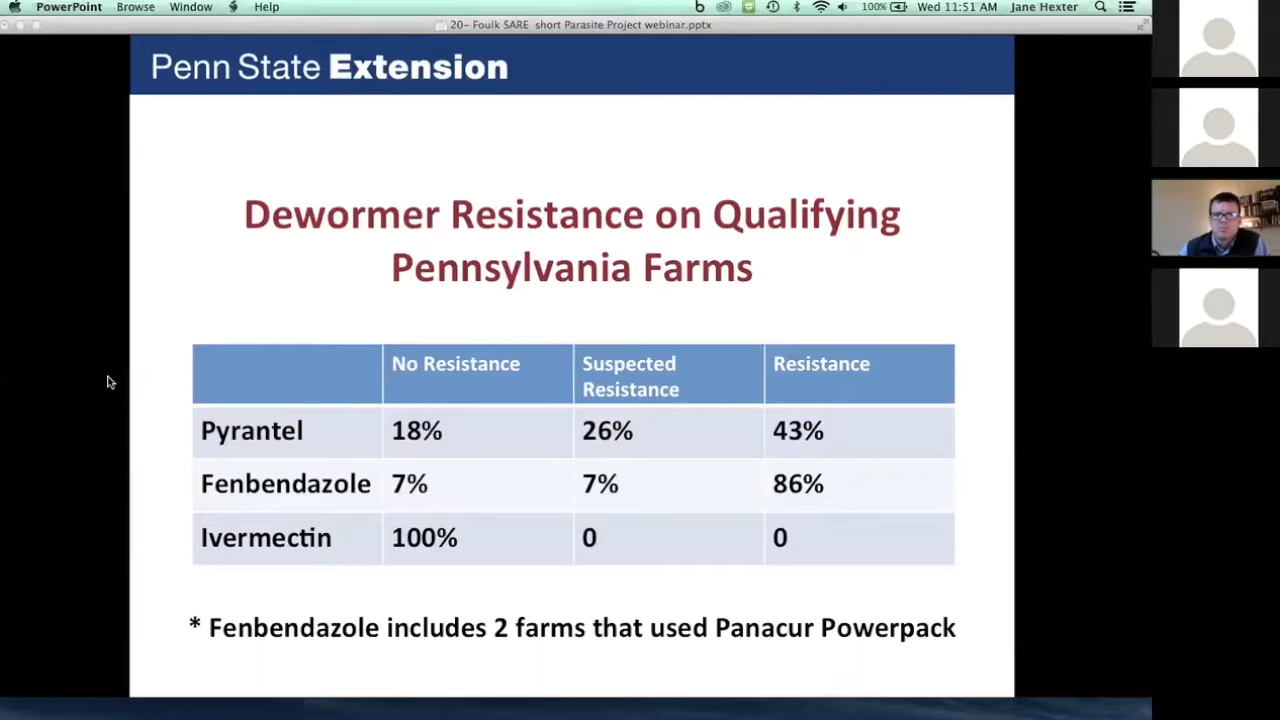 PowerPoint Browse Window Help 100% Wed 11:51 AM Jane Hexter
20- Foulk SARE short Parasite Project webinar.pptx
Penn State Extension
Dewormer Resistance on Qualifying
Pennsylvania Farms
No Resistance Suspected Resistance Resistance
Pyrantel 18% 26% 43%
Fenbendazole 7% 7% 86%
Ivermectin 100% 0 0
* Fenbendazole includes 2 farms that used Panacur Powerpack